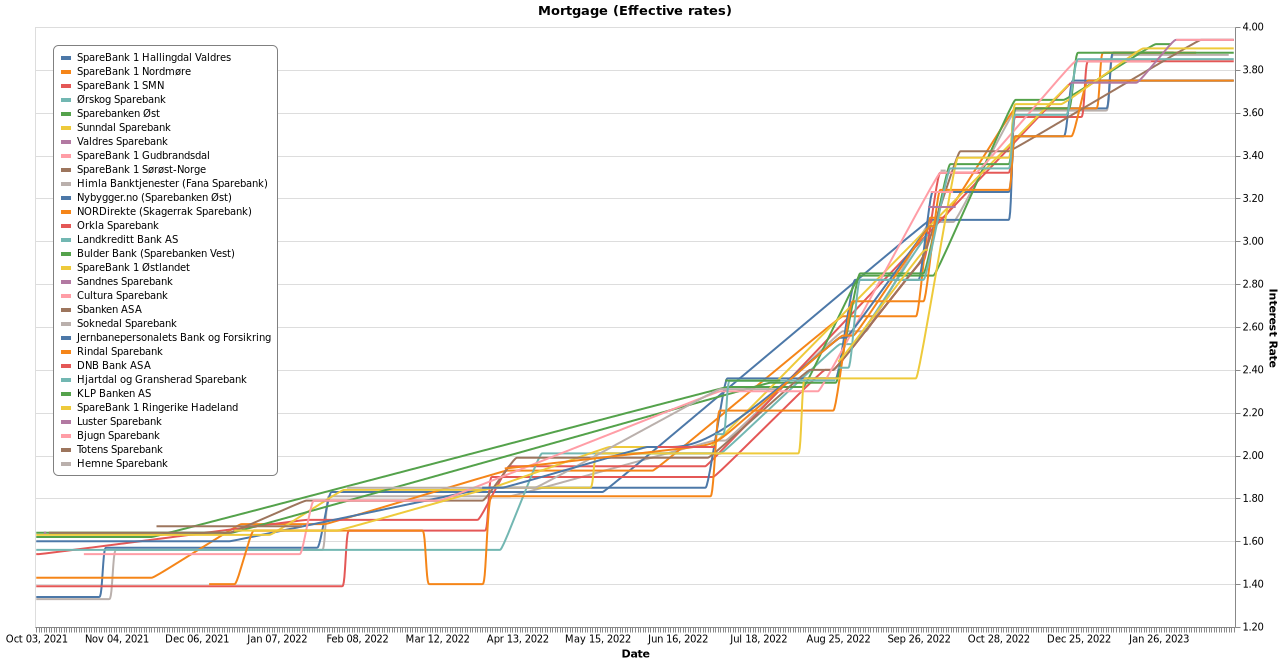 Mortgage (Effective rates)
SpareBank 1 Hallingdal Valdres
SpareBank 1 Nordmøre
SpareBank 1 SMN
Ørskog Sparebank
Sparebanken Øst
Sunndal Sparebank
Valdres Sparebank
SpareBank 1 Gudbrandsdal
SpareBank 1 Sørøst-Norge
Himla Banktjenester (Fana Sparebank)
Nybygger.no (Sparebanken Øst)
NORDirekte (Skagerrak Sparebank)
Orkla Sparebank
Landkreditt Bank AS
Bulder Bank (Sparebanken Vest)
SpareBank 1 Østlandet
Sandnes Sparebank
Cultura Sparebank
Sbanken ASA
Soknedal Sparebank
Jernbanepersonalets Bank og Forsikring
Rindal Sparebank
DNB Bank ASA
Hjartdal og Gransherad Sparebank
KLP Banken AS
SpareBank 1 Ringerike Hadeland
Luster Sparebank
Bjugn Sparebank
Totens Sparebank
Hemne Sparebank
4.00
3.80
3.60
3.40
3.20
3.00
2.80
2.60
2.40
2.20
2.00
1.80
1.60
1.40
1.20
Interest Rate
Oct 03, 2021 Nov 04, 2021 Dec 06, 2021 Jan 07, 2022 Feb 08, 2022 Mar 12, 2022 Apr 13, 2022 May 15, 2022 Jun 16, 2022 Jul 18, 2022 Aug 25, 2022 Sep 26, 2022 Oct 28, 2022 Dec 25, 2022 Jan 26, 2023
Date